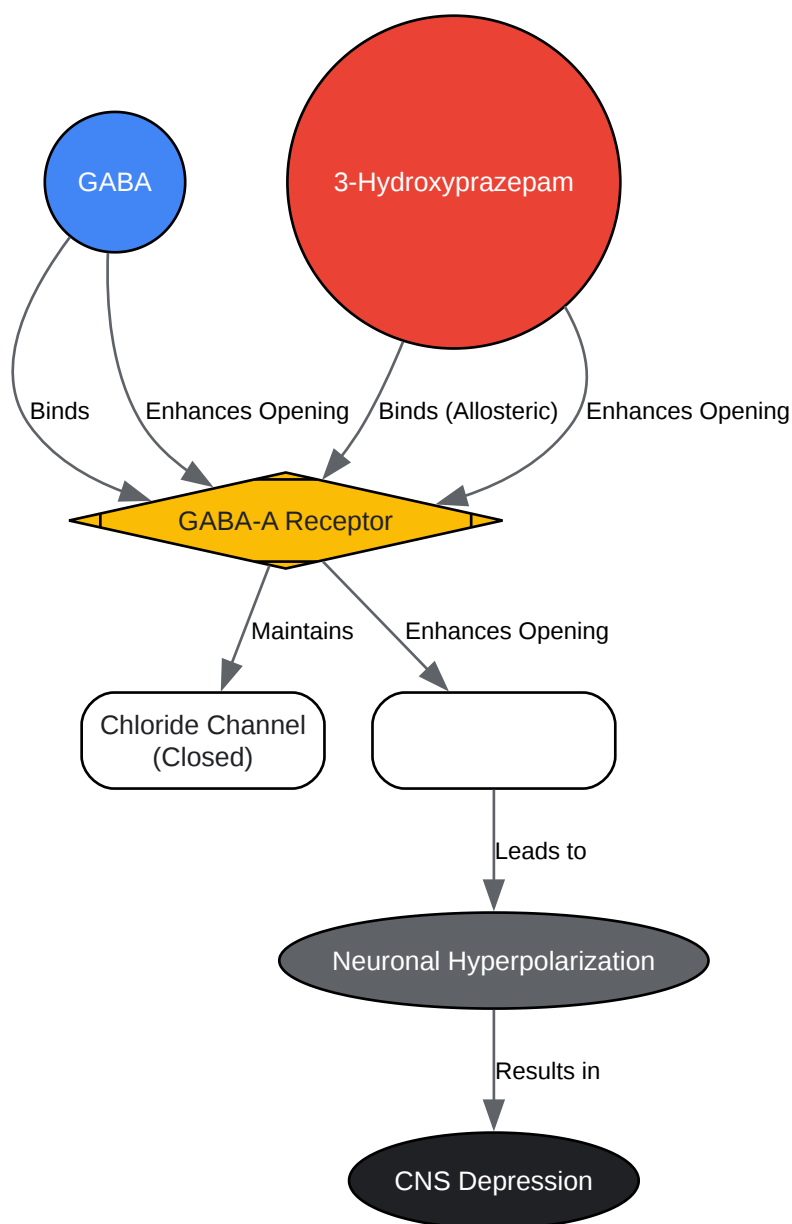 GABA
3-Hydroxyprazepam
Binds
Enhances Opening
Binds (Allosteric)
Enhances Opening
GABA-A Receptor
Maintains
Enhances Opening
Chloride Channel
(Closed)
Leads to
Neuronal Hyperpolarization
Results in
CNS Depression